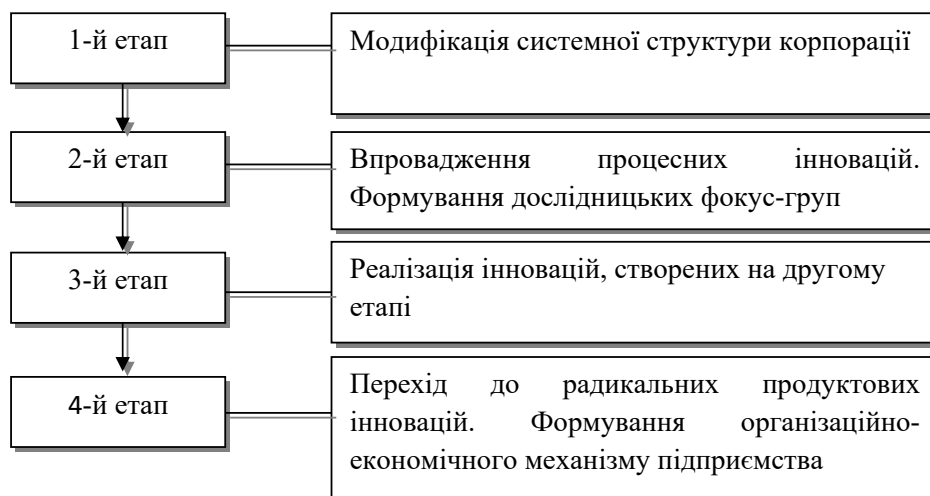 1-й етап
Модифікація системної структури корпорації
2-й етап
Впровадження процесних інновацій.
Формування дослідницьких фокус-груп
3-й етап
Реалізація інновацій, створених на другому
етапі
4-й етап
Перехід до радикальних продуктових
інновацій. Формування організаційно-
економічного механізму підприємства